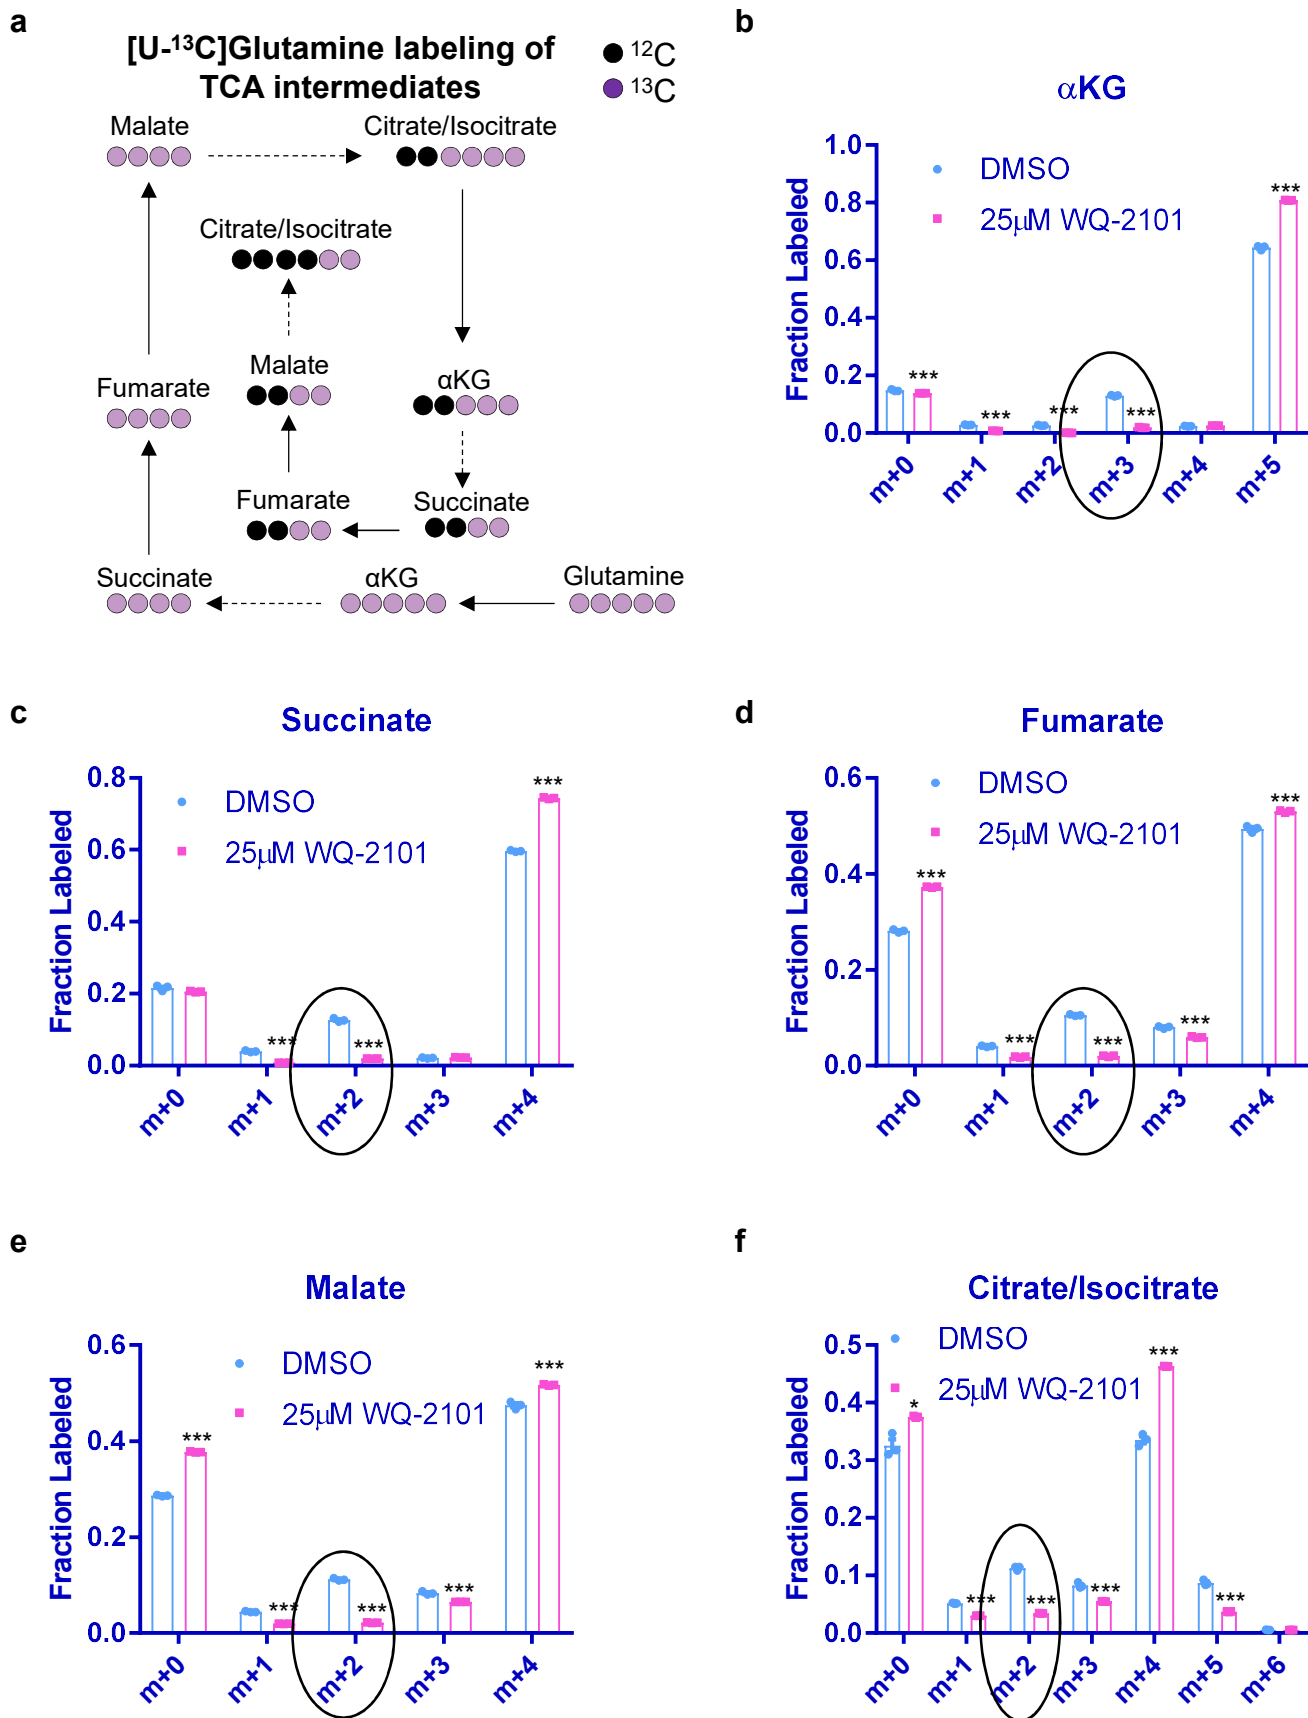 a
[U-¹³C]Glutamine labeling of
TCA intermediates
¹²C
¹³C
Malate
Citrate/Isocitrate
Citrate/Isocitrate
Malate
αKG
Fumarate
Fumarate
Succinate
Succinate
αKG
Glutamine
b
αKG
Fraction Labeled
1.0
0.8
0.6
0.4
0.2
0.0
DMSO
25μM WQ-2101
***
***
***
***
***
m+0
m+1
m+2
m+3
m+4
m+5
c
Succinate
Fraction Labeled
0.8
0.6
0.4
0.2
0.0
DMSO
25μM WQ-2101
***
***
***
m+0
m+1
m+2
m+3
m+4
d
Fumarate
Fraction Labeled
0.6
0.4
0.2
0.0
DMSO
25μM WQ-2101
***
***
***
***
***
m+0
m+1
m+2
m+3
m+4
e
Malate
Fraction Labeled
0.6
0.4
0.2
0.0
DMSO
25μM WQ-2101
***
***
***
***
***
m+0
m+1
m+2
m+3
m+4
f
Citrate/Isocitrate
Fraction Labeled
0.5
0.4
0.3
0.2
0.1
0.0
DMSO
25μM WQ-2101
*
***
***
***
***
***
m+0
m+1
m+2
m+3
m+4
m+5
m+6